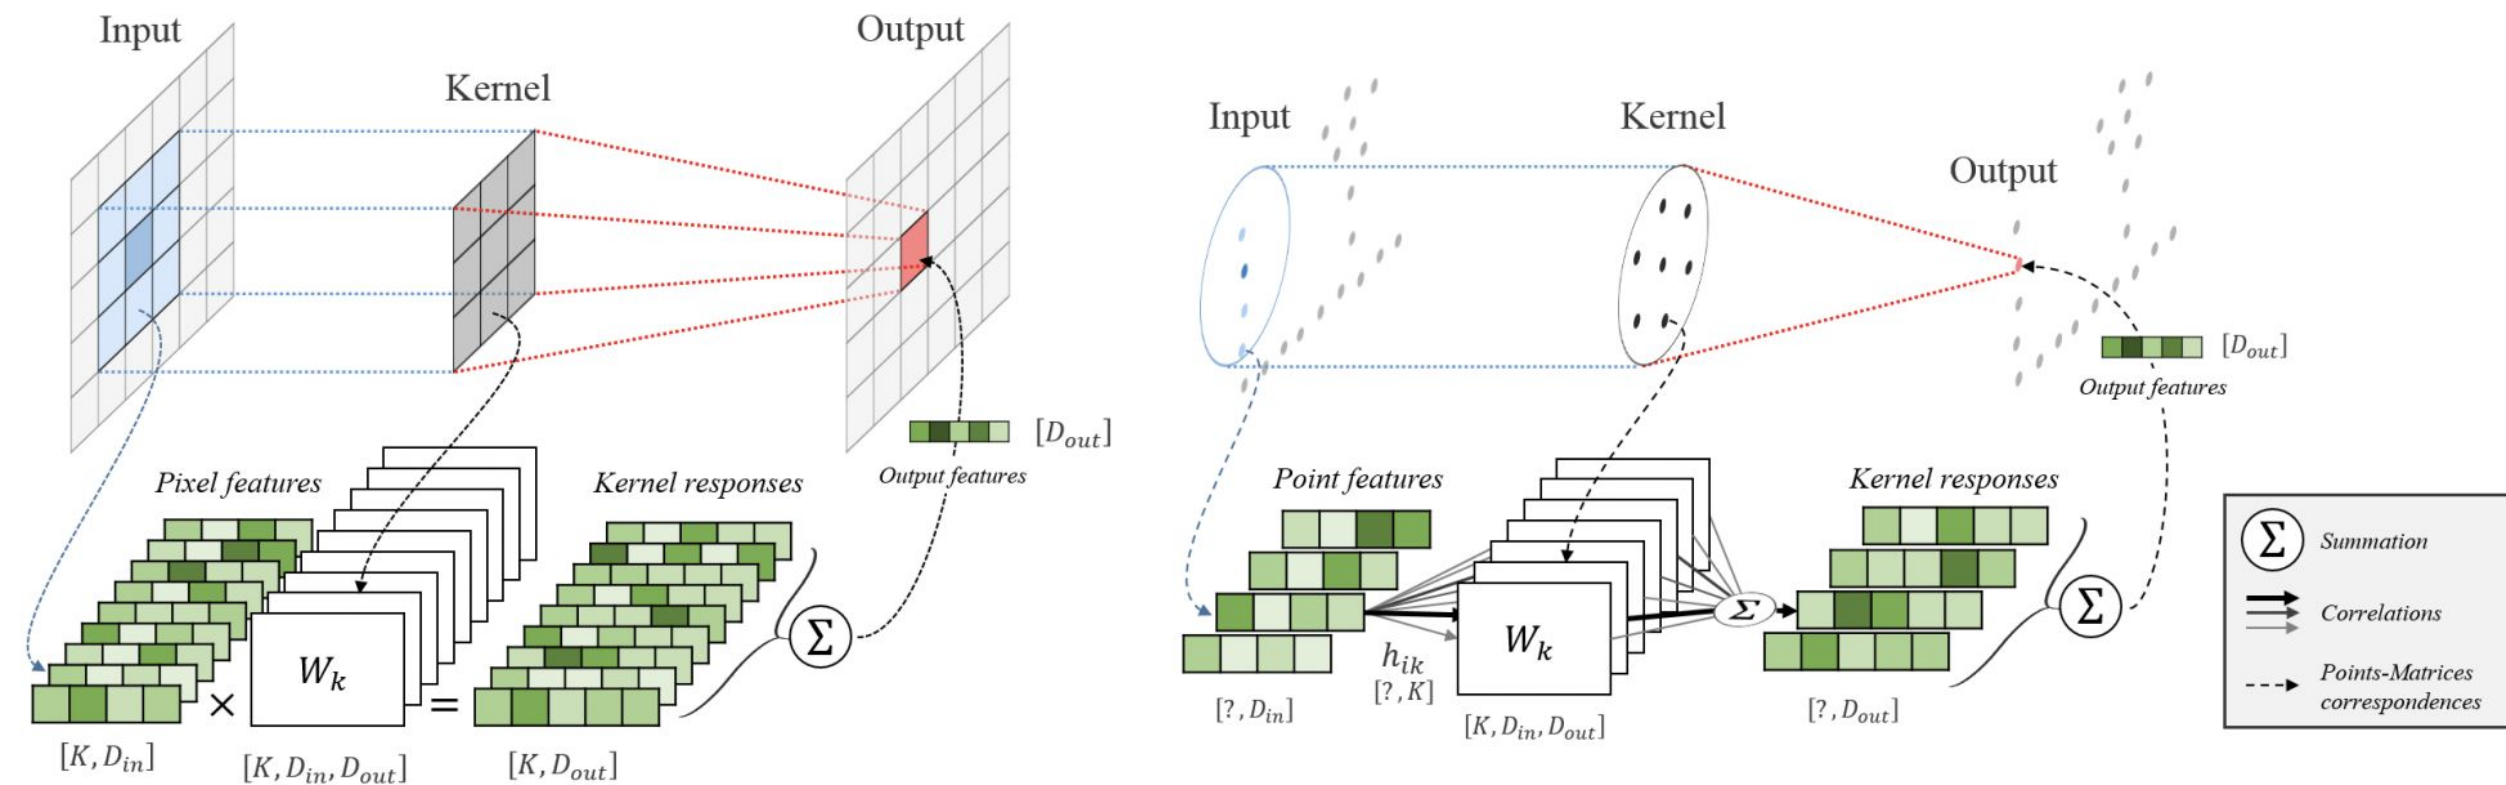 Input
Kernel
Output
[D_out]
Output features
Pixel features
Kernel responses
W_k
×
=
Σ
[K, D_in]
[K, D_in, D_out]
[K, D_out]
Input
Kernel
Output
[D_out]
Output features
Point features
Kernel responses
h_ik
[?, K]
W_k
Σ
Σ
[?, D_in]
[K, D_in, D_out]
[?, D_out]
Σ Summation
Correlations
Points-Matrices
correspondences